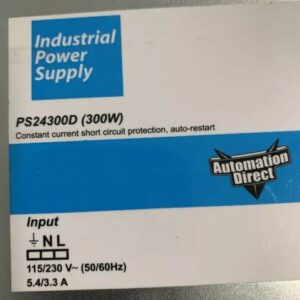 Industrial
Power
Supply
PS24300D (300W)
Constant current short circuit protection, auto-restart
Automation
Direct
Input
⏚ N L
115/230 V~ (50/60Hz)
5.4/3.3 A